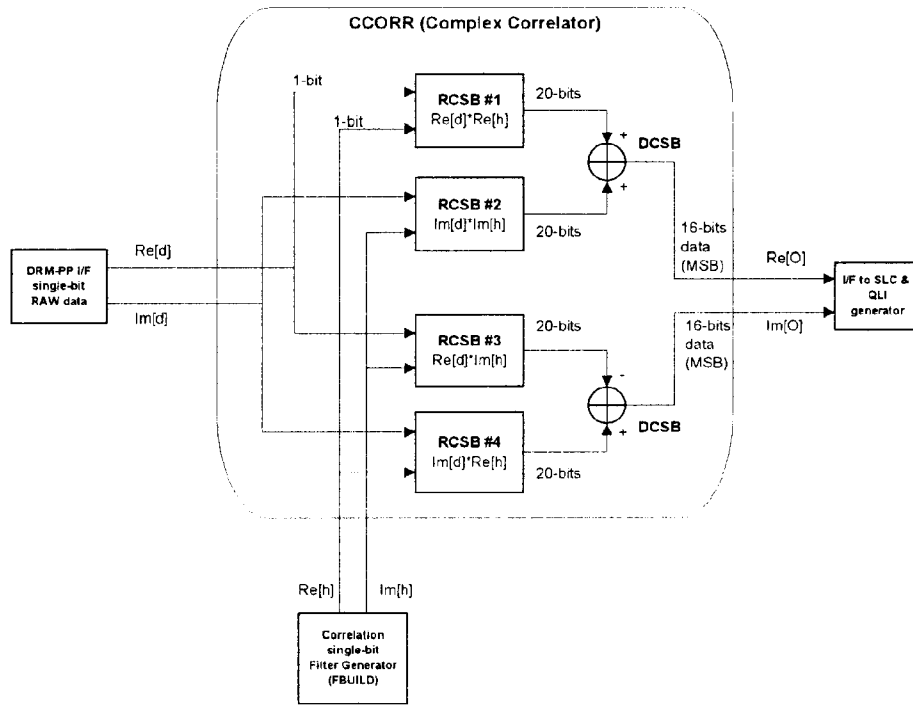 CCORR (Complex Correlator)
1-bit
1-bit
RCSB #1
Re[d]*Re[h]
20-bits
+
DCSB
+
RCSB #2
Im[d]*Im[h]
20-bits
DRM-PP I/F
single-bit
RAW data
Re[d]
Im[d]
16-bits
data
(MSB)
Re[O]
I/F to SLC &
QLI
generator
Im[O]
RCSB #3
Re[d]*Im[h]
20-bits
16-bits
data
(MSB)
-
DCSB
+
RCSB #4
Im[d]*Re[h]
20-bits
Re[h]
Im[h]
Correlation
single-bit
Filter Generator
(FBUILD)